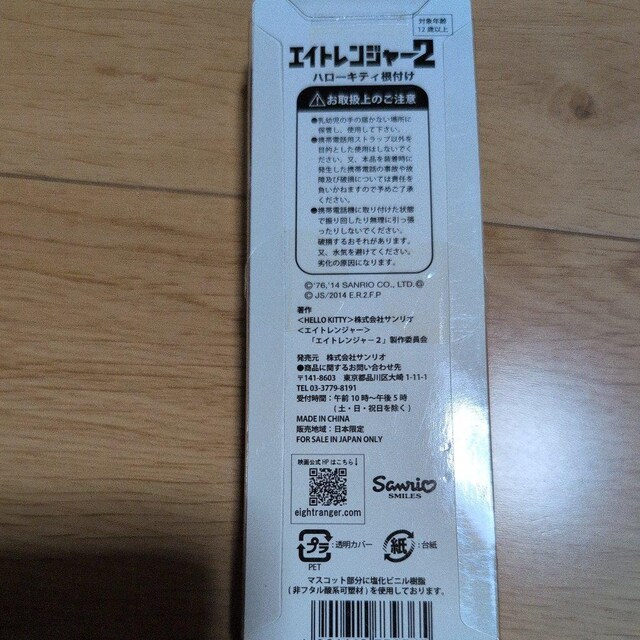 対象年齢
12歳以上
エイトレンジャー2
ハローキティ根付け
お取扱上のご注意
●乳幼児の手の届かない場所に
保管し、使用して下さい。
●携帯電話用ストラップ以外を
目的とした使用はしないでく
ださい。又、本品を装着時に
発生した携帯電話の事故や故
障及び破損については責任を
負いかねますので予めご了承
ください。
●携帯電話機に取り付けた状態
で振り回したり無理に引っ張
ったりしないでください。
破損するおそれがあります。
又、水気を避けてください。
劣化の原因になります。
©'76,'14 SANRIO CO., LTD.Ⓖ
©JS/2014 E.R.2.F.P
著作
<HELLO KITTY>株式会社サンリオ
<エイトレンジャー>
「エイトレンジャー2」製作委員会
発売元 株式会社サンリオ
●商品に関するお問い合わせ先
〒141-8603 東京都品川区大崎1-11-1
TEL 03-3779-8191
受付時間:午前10時〜午後5時
(土・日・祝日を除く)
MADE IN CHINA
販売地域:日本限定
FOR SALE IN JAPAN ONLY
映画公式HPはこちら↓
eightranger.com
Sanrio
SMILES
プラ :透明カバー
PET
紙 :台紙
マスコット部分に塩化ビニル樹脂
(非フタル酸系可塑材)を使用しております。